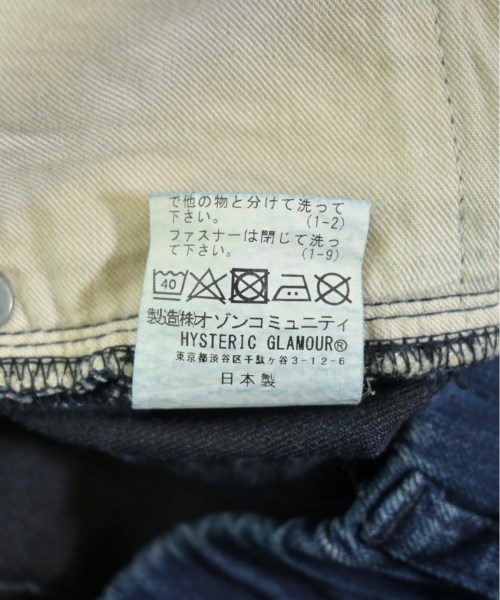 で他の物と分けて洗って
下さい。 (1-2)
ファスナーは閉じて洗っ
て下さい。 (1-9)
40
製造㈱オゾンコミュニティ
HYSTERIC GLAMOUR®
東京都渋谷区千駄ヶ谷3-12-6
日本製